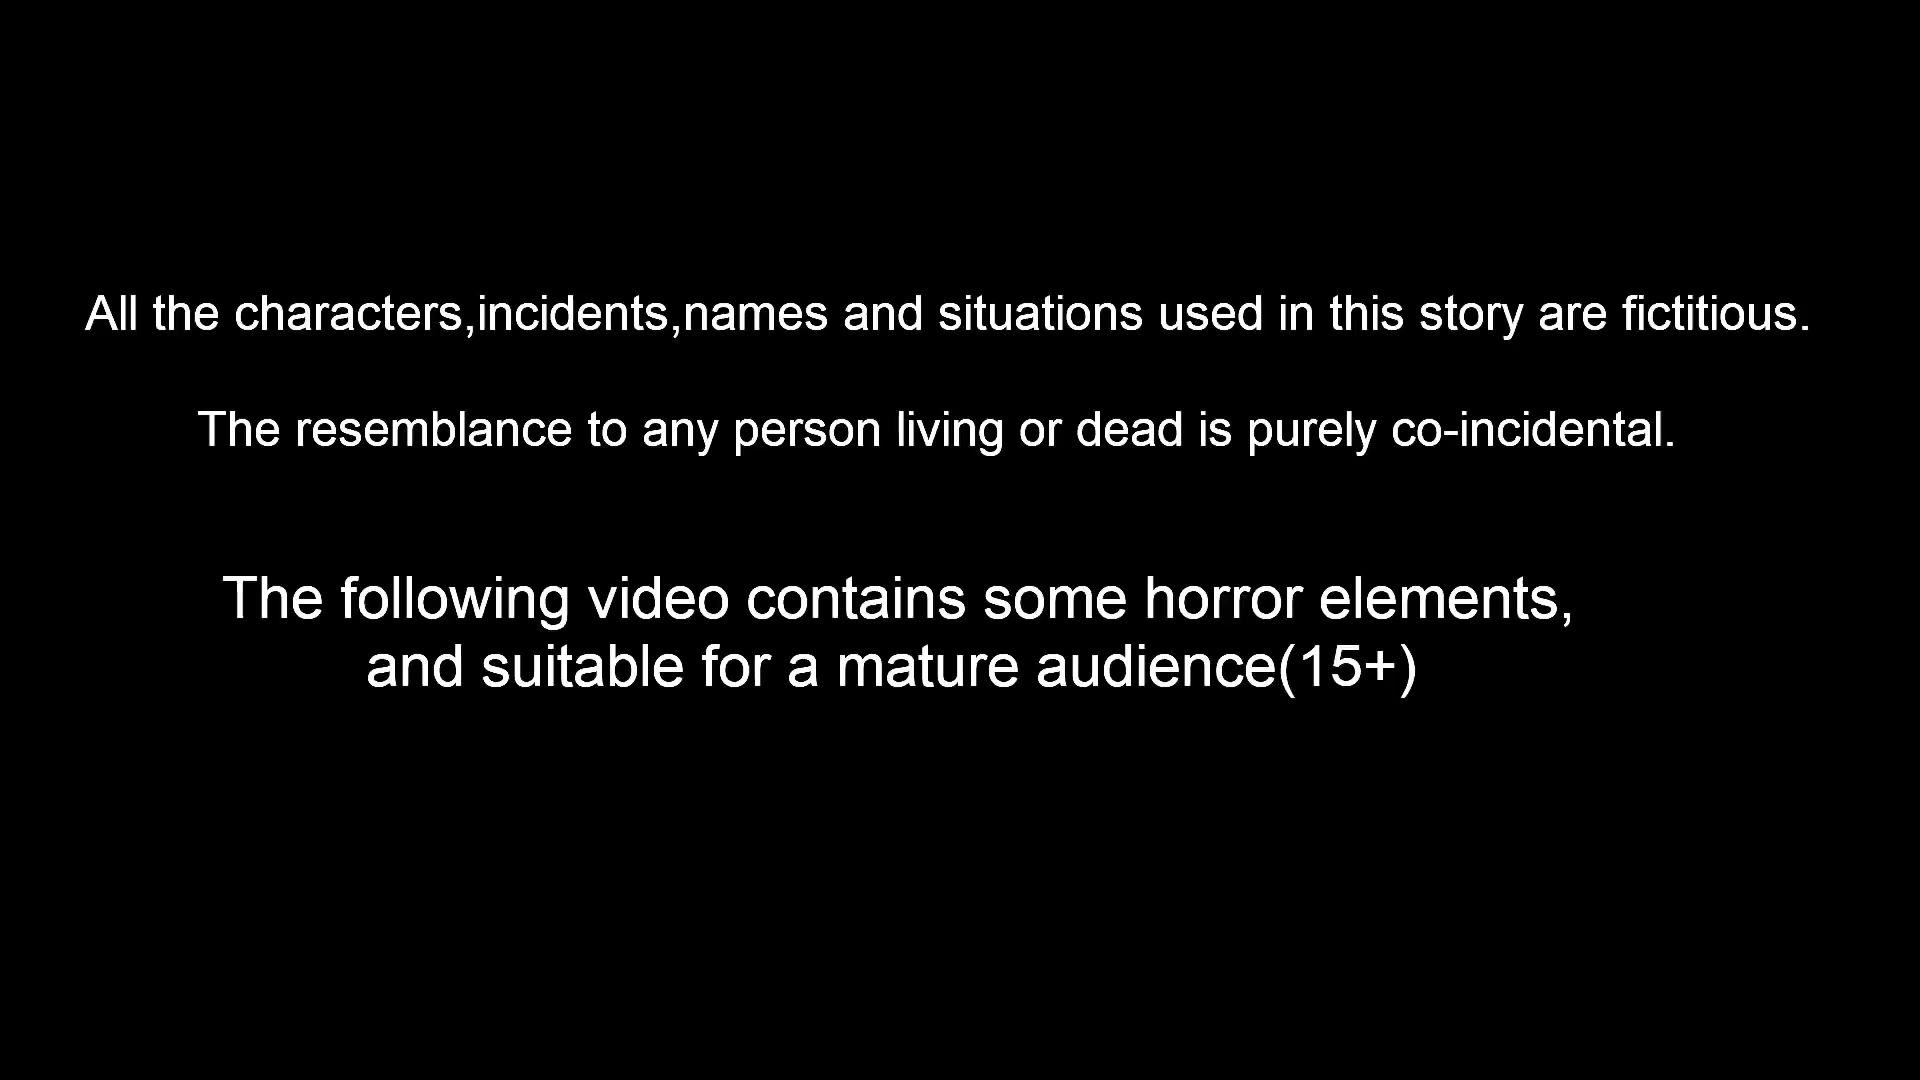 All the characters,incidents,names and situations used in this story are fictitious.
The resemblance to any person living or dead is purely co-incidental.
The following video contains some horror elements,
and suitable for a mature audience(15+)